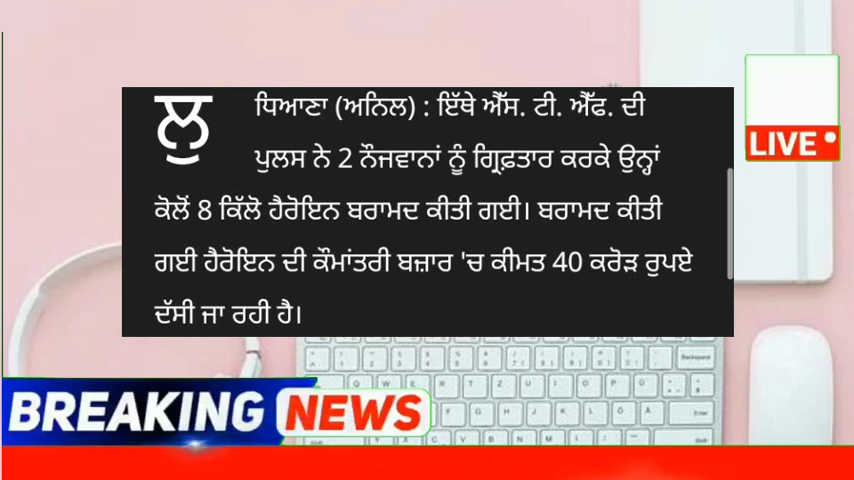 ਲੁਧਿਆਣਾ (ਅਨਿਲ) : ਇੱਥੇ ਐੱਸ. ਟੀ. ਐੱਫ. ਦੀ
ਪੁਲਸ ਨੇ 2 ਨੌਜਵਾਨਾਂ ਨੂੰ ਗ੍ਰਿਫ਼ਤਾਰ ਕਰਕੇ ਉਨ੍ਹਾਂ
ਕੋਲੋਂ 8 ਕਿੱਲੋ ਹੈਰੋਇਨ ਬਰਾਮਦ ਕੀਤੀ ਗਈ। ਬਰਾਮਦ ਕੀਤੀ
ਗਈ ਹੈਰੋਇਨ ਦੀ ਕੌਮਾਂਤਰੀ ਬਜ਼ਾਰ 'ਚ ਕੀਮਤ 40 ਕਰੋੜ ਰੁਪਏ
ਦੱਸੀ ਜਾ ਰਹੀ ਹੈ।
LIVE
BREAKING NEWS